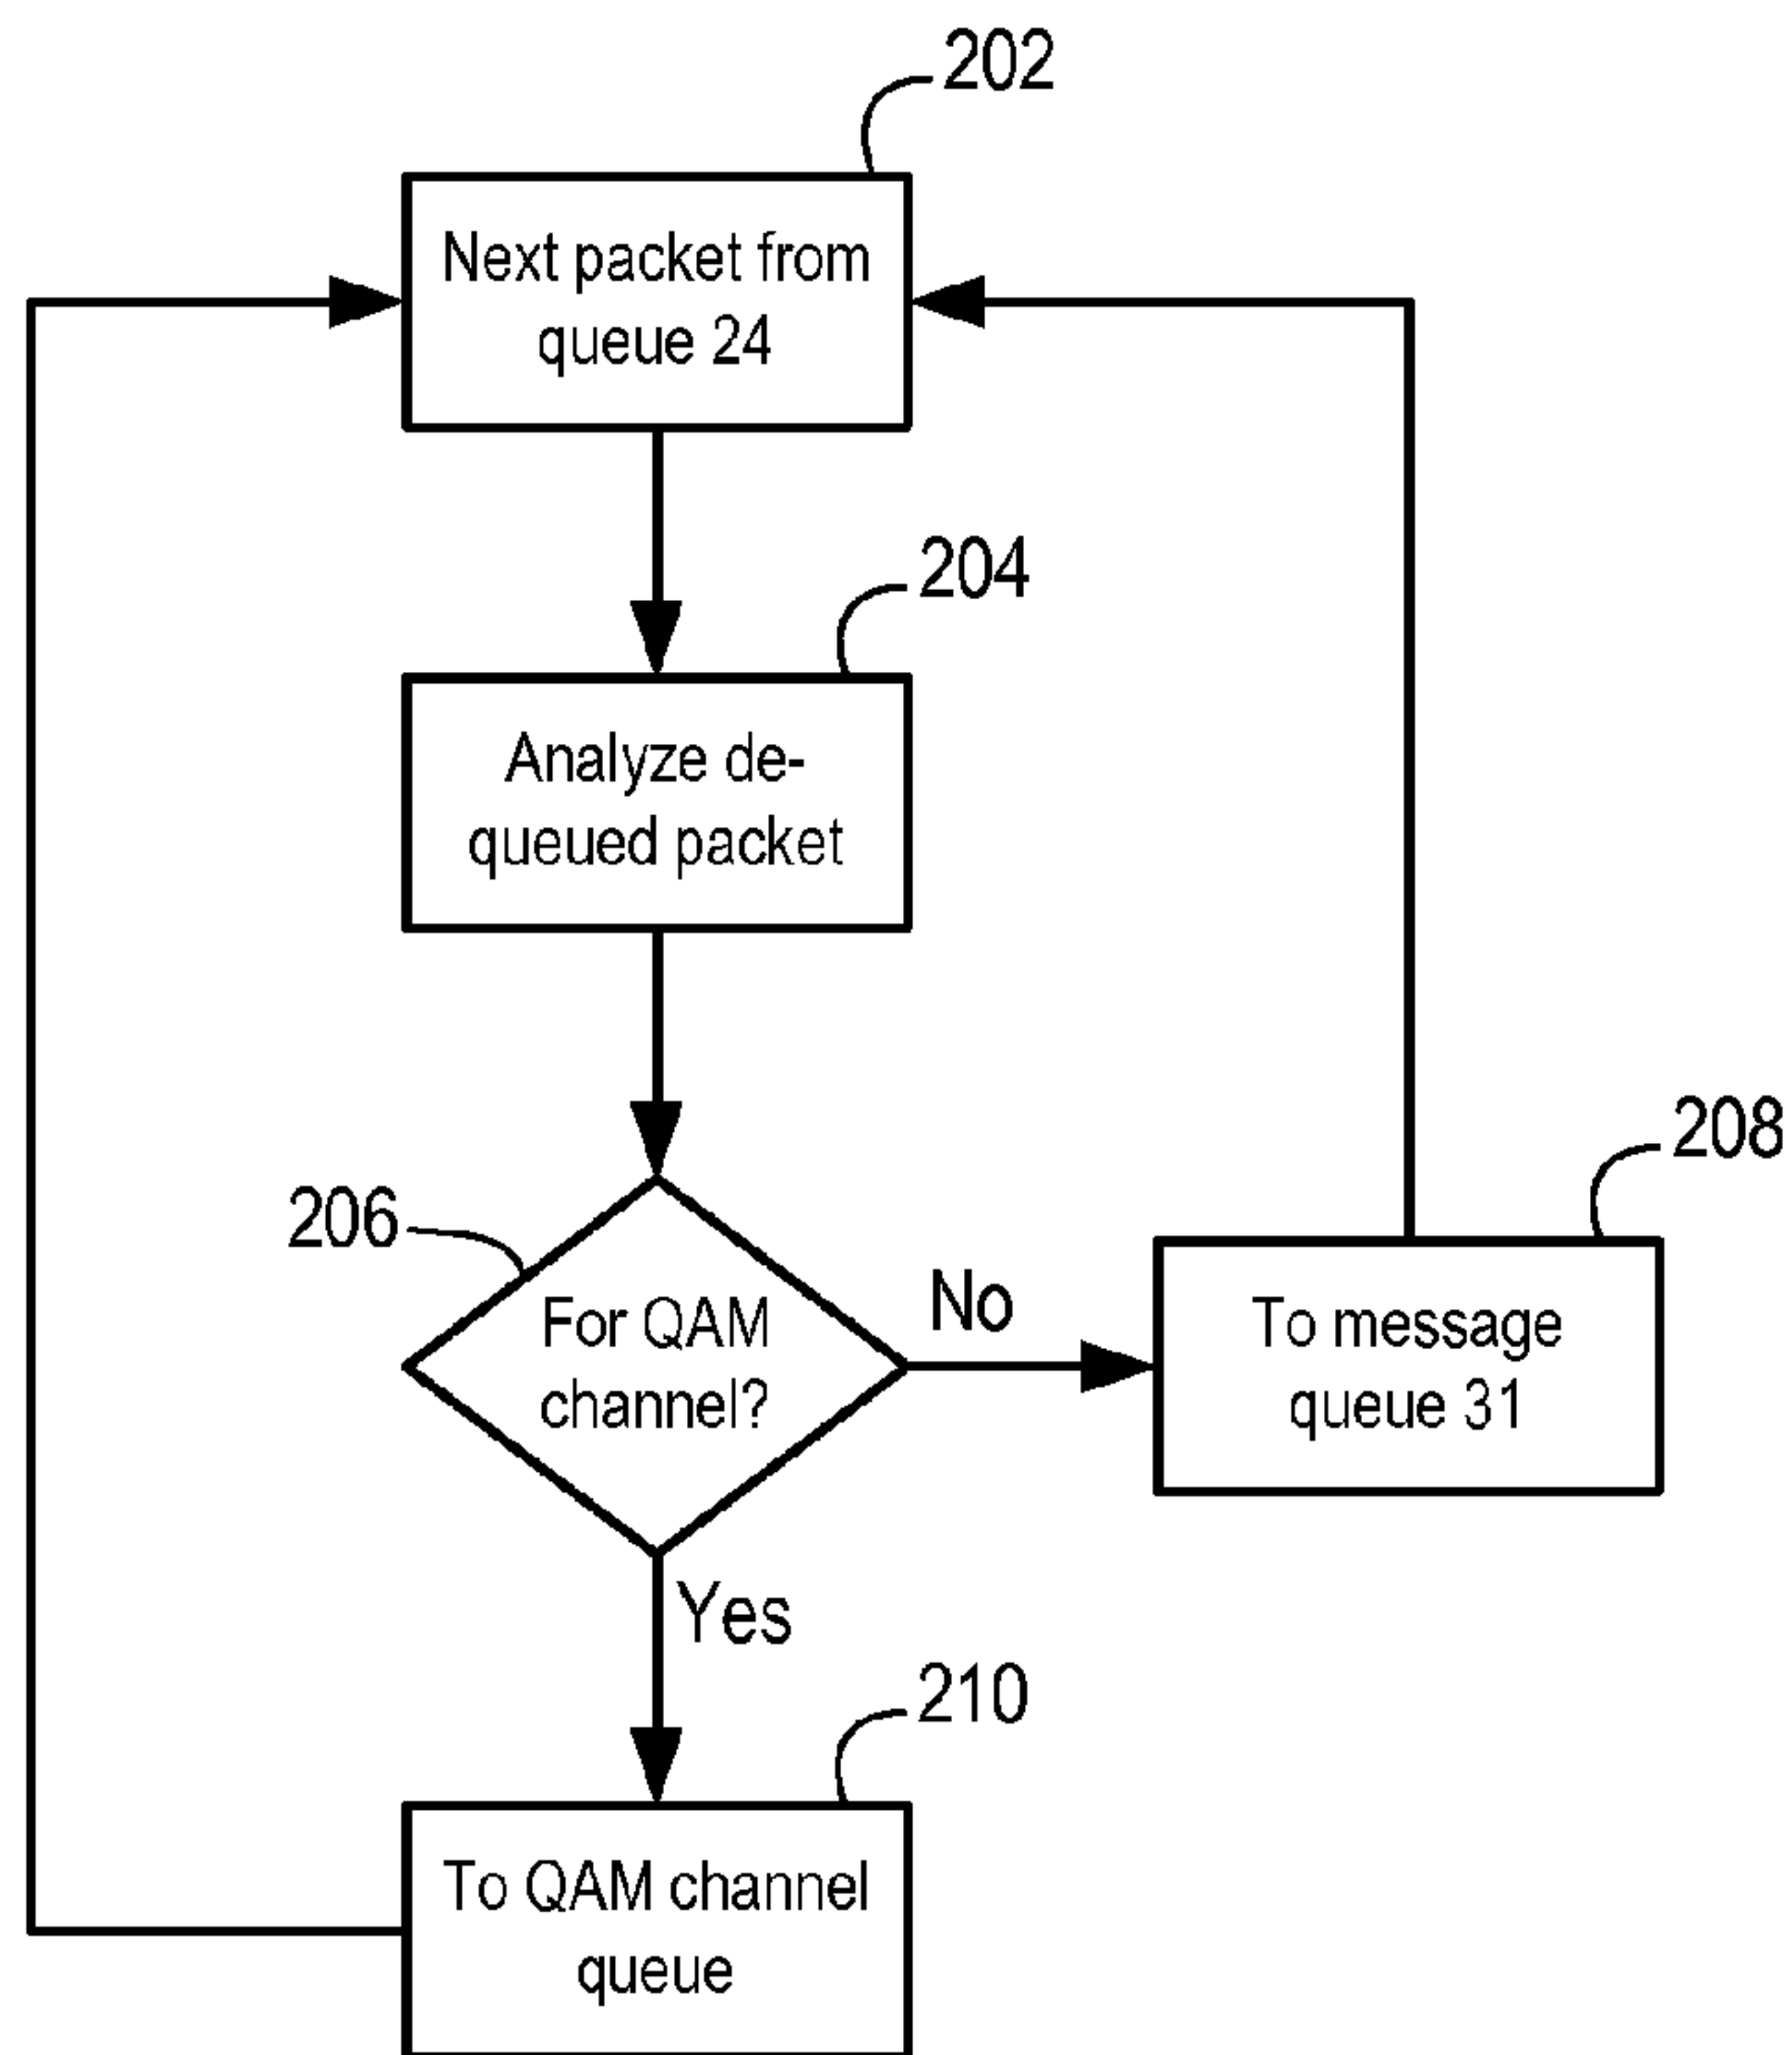 202
Next packet from
queue 24
204
Analyze de-
queued packet
206
For QAM
channel?
No
208
To message
queue 31
Yes
210
To QAM channel
queue